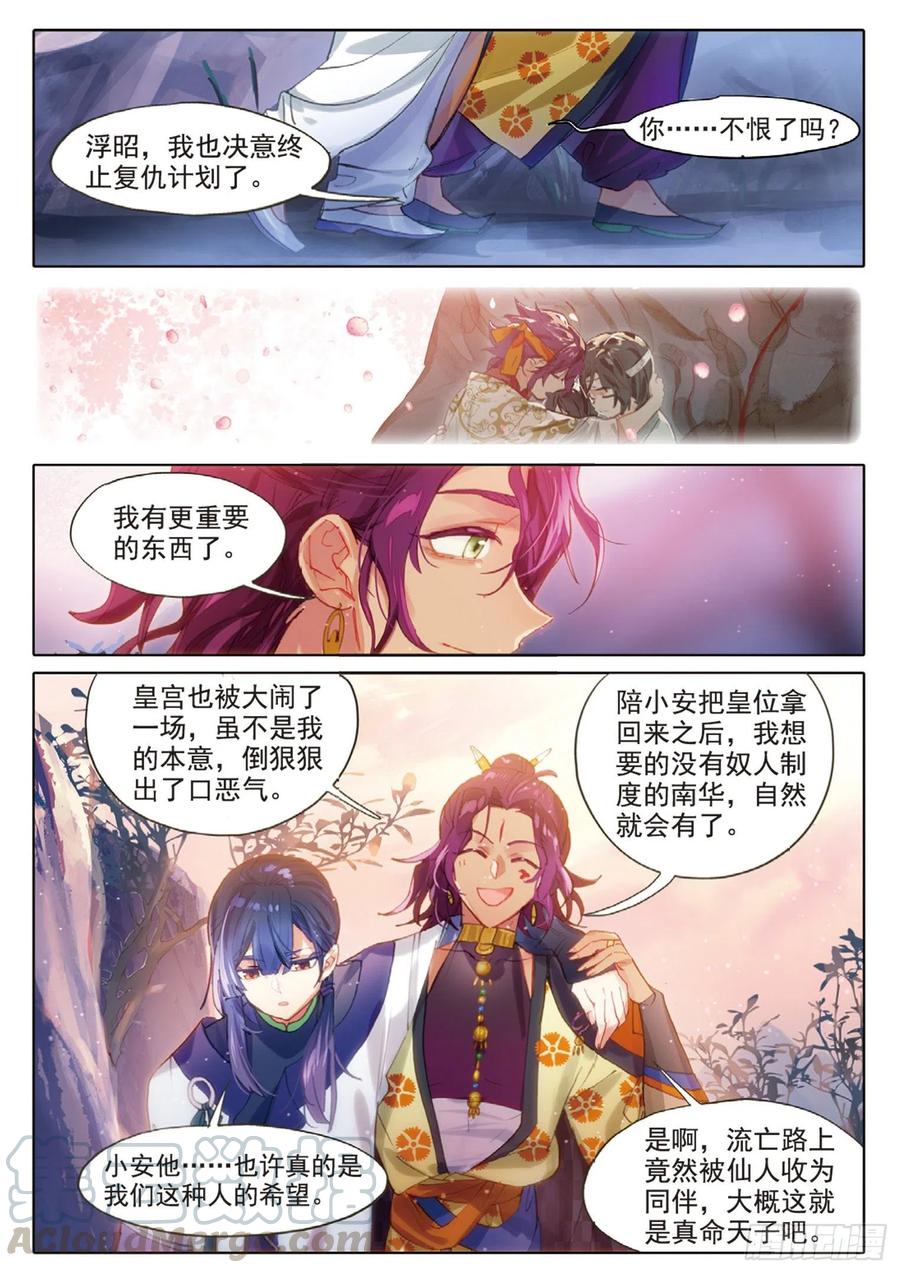 浮昭，我也决意终
止复仇计划了。
你……不恨了吗？
我有更重要
的东西了。
皇宫也被大闹了
一场，虽不是我
的本意，倒狠狠
出了口恶气。
陪小安把皇位拿
回来之后，我想
要的没有奴人制
度的南华，自然
就会有了。
小安他……也许真的是
我们这种人的希望。
是啊，流亡路上
竟然被仙人收为
同伴，大概这就
是真命天子吧。
AcloudMerge.com